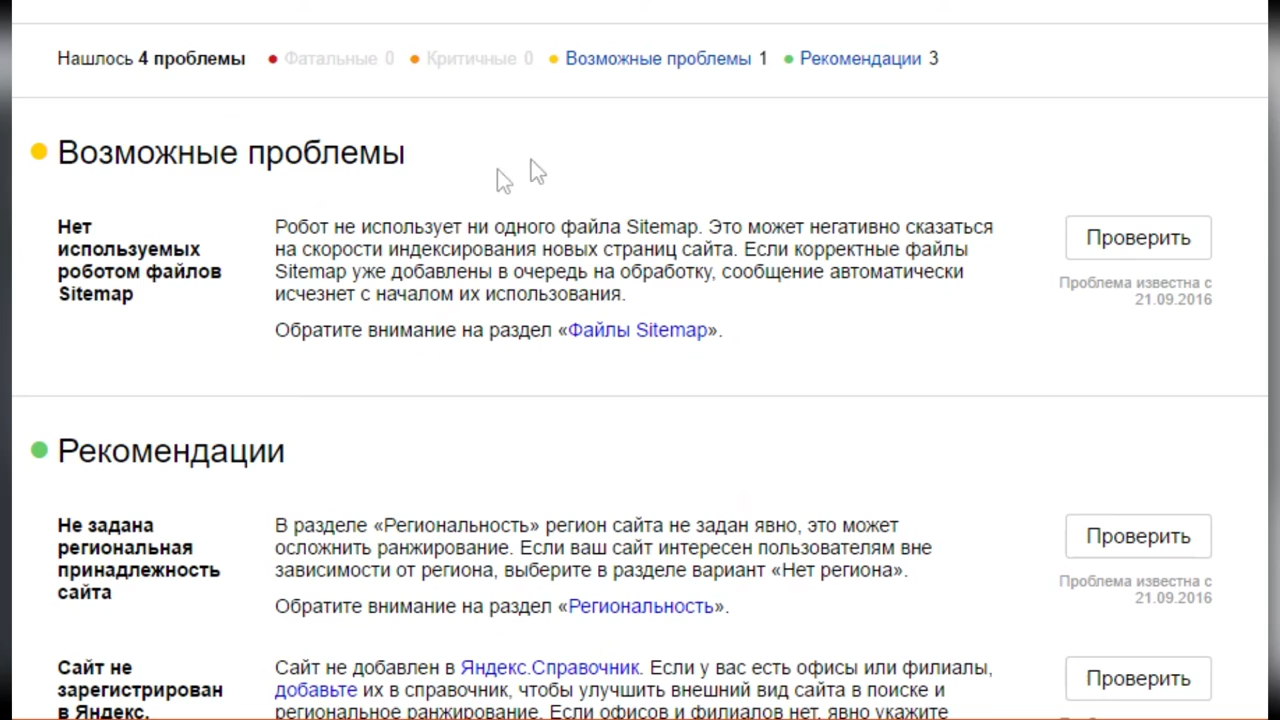 Нашлось 4 проблемы Фатальные 0 Критичные 0 Возможные проблемы 1 Рекомендации 3
Возможные проблемы
Нет
используемых
роботом файлов
Sitemap
Робот не использует ни одного файла Sitemap. Это может негативно сказаться
на скорости индексирования новых страниц сайта. Если корректные файлы
Sitemap уже добавлены в очередь на обработку, сообщение автоматически
исчезнет с началом их использования.
Обратите внимание на раздел «Файлы Sitemap».
Проверить
Проблема известна с
21.09.2016
Рекомендации
Не задана
региональная
принадлежность
сайта
В разделе «Региональность» регион сайта не задан явно, это может
осложнить ранжирование. Если ваш сайт интересен пользователям вне
зависимости от региона, выберите в разделе вариант «Нет региона».
Обратите внимание на раздел «Региональность».
Проверить
Проблема известна с
21.09.2016
Сайт не
зарегистрирован
в Яндекс.
Сайт не добавлен в Яндекс.Справочник. Если у вас есть офисы или филиалы,
добавьте их в справочник, чтобы улучшить внешний вид сайта в поиске и
региональное ранжирование. Если офисов и филиалов нет, явно укажите
Проверить